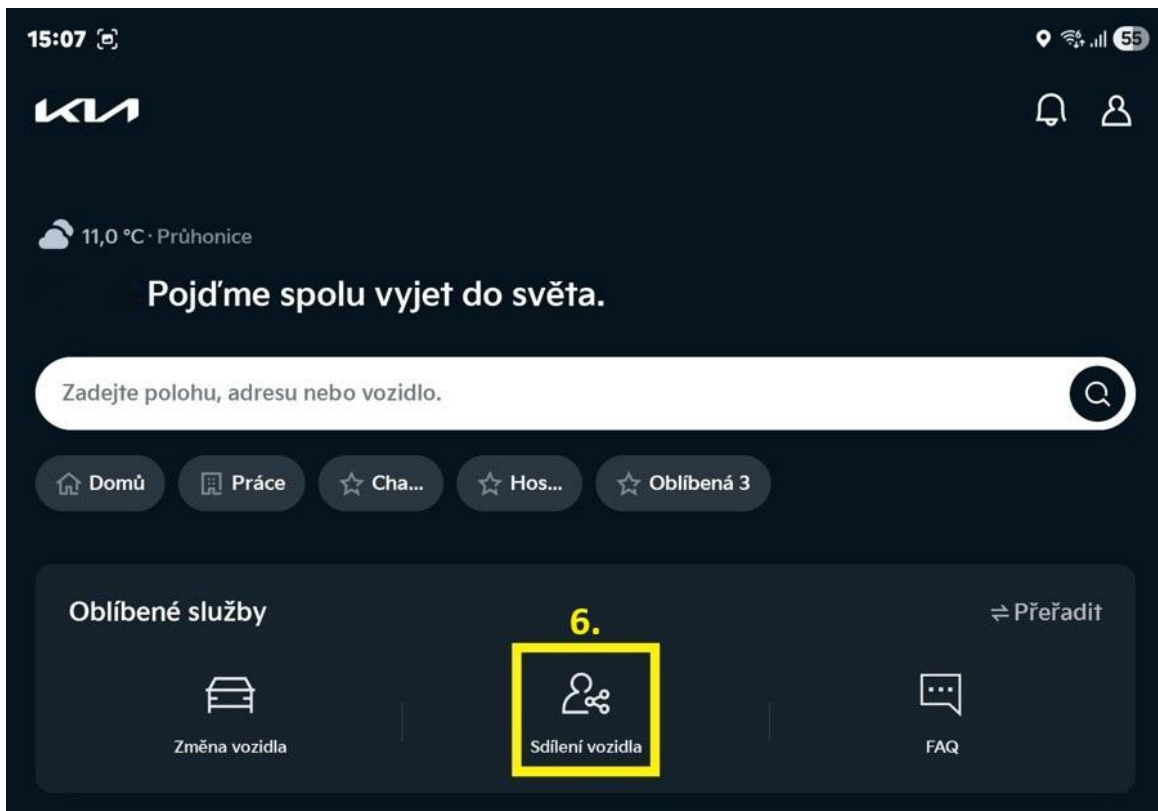 15:07 55
KIA
11,0 °C · Průhonice
Pojďme spolu vyjet do světa.
Zadejte polohu, adresu nebo vozidlo.
Domů Práce Cha... Hos... Oblíbená 3
Oblíbené služby 6. Přeřadit
Změna vozidla Sdílení vozidla FAQ